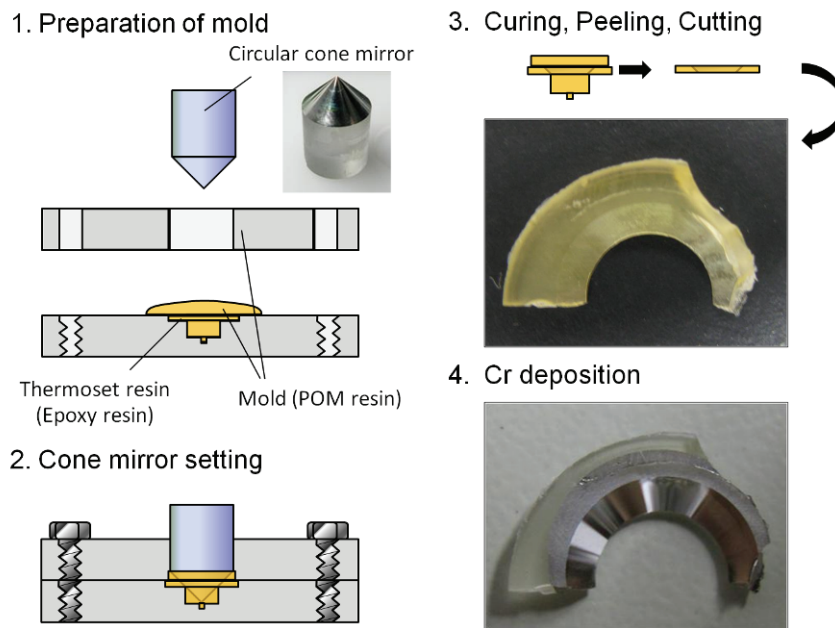 1. Preparation of mold
Circular cone mirror
Thermoset resin
(Epoxy resin)
Mold (POM resin)
2. Cone mirror setting
3. Curing, Peeling, Cutting
4. Cr deposition